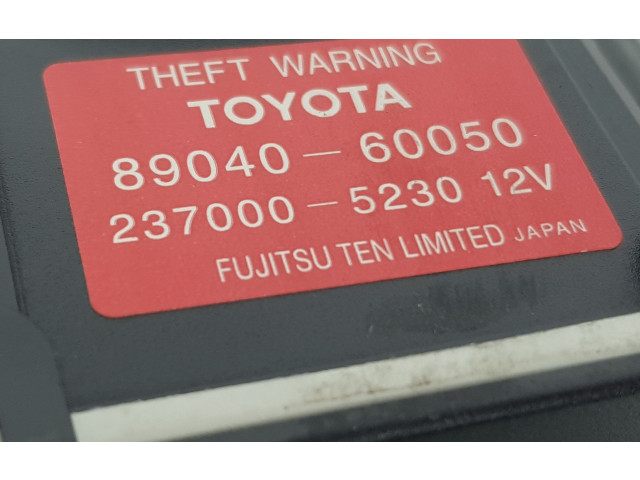 THEFT WARNING
TOYOTA
89040-60050
237000-5230 12V
FUJITSU TEN LIMITED JAPAN